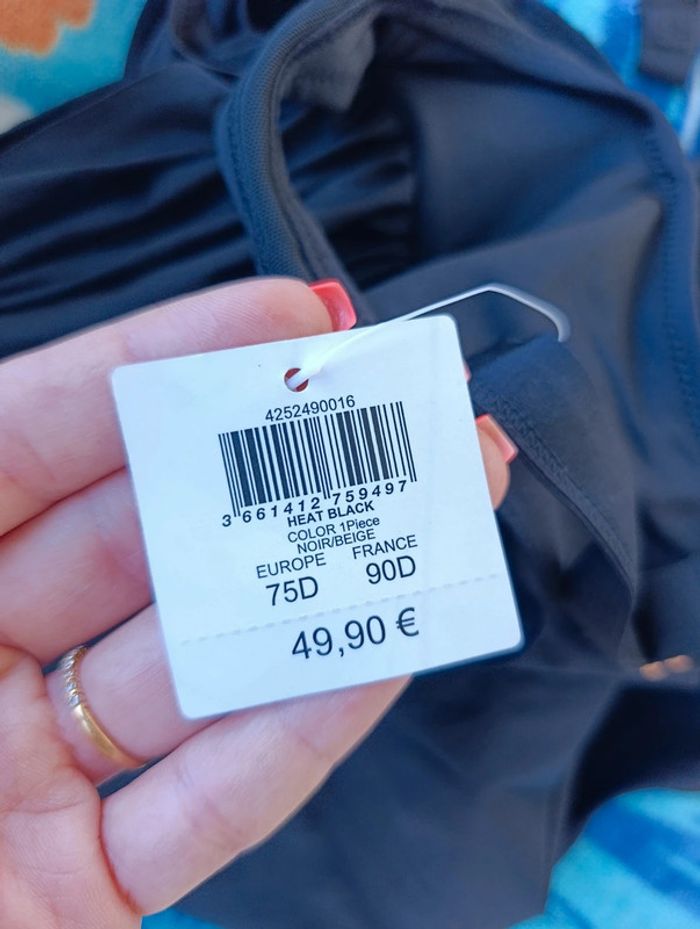 4252490016
3 661412 759497
HEAT BLACK
COLOR 1Piece
NOIR/BEIGE
EUROPE FRANCE
75D 90D
49,90 €